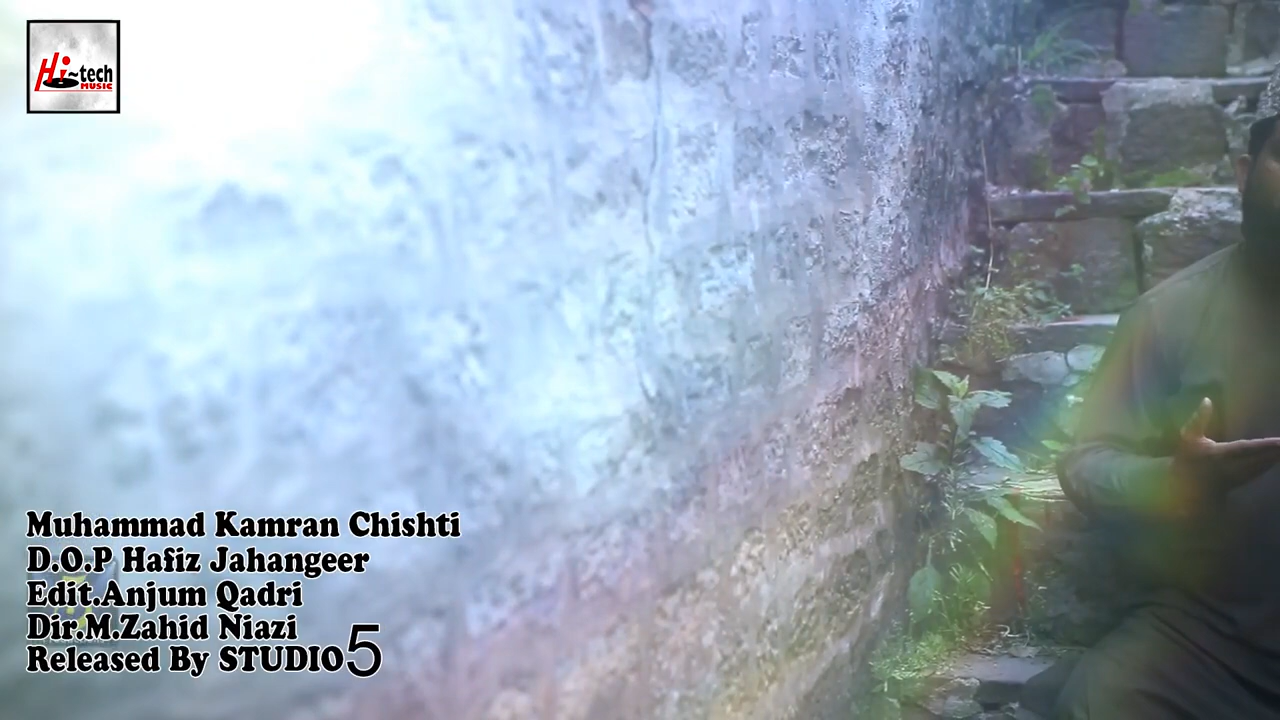 Hi~tech
MUSIC
Muhammad Kamran Chishti
D.O.P Hafiz Jahangeer
Edit.Anjum Qadri
Dir.M.Zahid Niazi
Released By STUDIO5